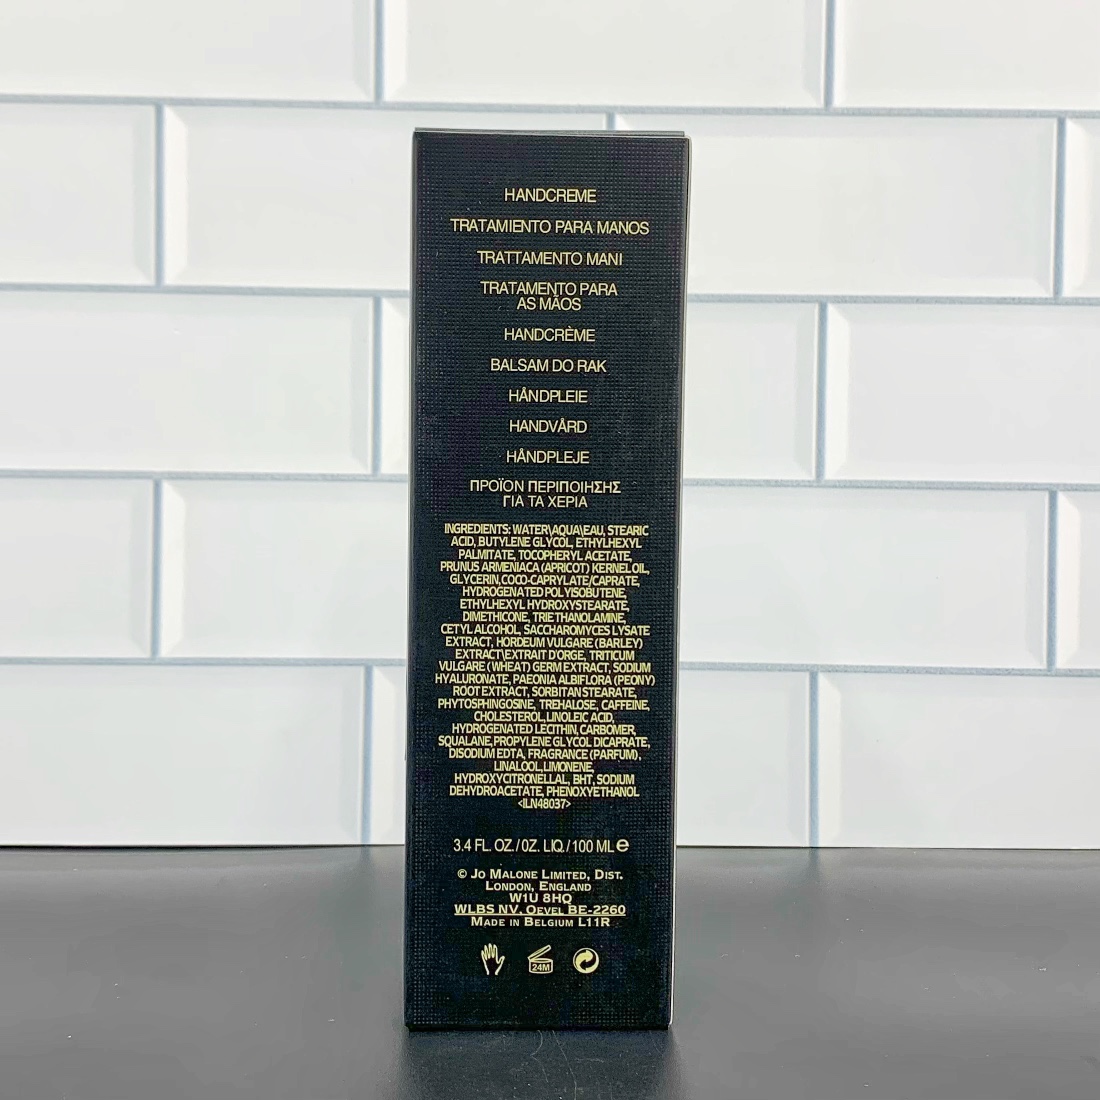 HANDCREME
TRATAMIENTO PARA MANOS
TRATTAMENTO MANI
TRATAMENTO PARA
AS MÃOS
HANDCRÈME
BALSAM DO RAK
HÅNDPLEIE
HANDVÅRD
HÅNDPLEJE
ΠΡΟΪΟΝ ΠΕΡΙΠΟΙΗΣΗΣ
ΓΙΑ ΤΑ ΧΕΡΙΑ
INGREDIENTS: WATER\AQUA\EAU, STEARIC
ACID, BUTYLENE GLYCOL, ETHYLHEXYL
PALMITATE, TOCOPHERYL ACETATE,
PRUNUS ARMENIACA (APRICOT) KERNEL OIL,
GLYCERIN, COCO-CAPRYLATE/CAPRATE,
HYDROGENATED POLYISOBUTENE,
ETHYLHEXYL HYDROXYSTEARATE,
DIMETHICONE, TRIETHANOLAMINE,
CETYL ALCOHOL, SACCHAROMYCES LYSATE
EXTRACT, HORDEUM VULGARE (BARLEY)
EXTRACT\EXTRAIT D'ORGE, TRITICUM
VULGARE (WHEAT) GERM EXTRACT, SODIUM
HYALURONATE, PAEONIA ALBIFLORA (PEONY)
ROOT EXTRACT, SORBITAN STEARATE,
PHYTOSPHINGOSINE, TREHALOSE, CAFFEINE,
CHOLESTEROL, LINOLEIC ACID,
HYDROGENATED LECITHIN, CARBOMER,
SQUALANE, PROPYLENE GLYCOL DICAPRATE,
DISODIUM EDTA, FRAGRANCE (PARFUM),
LINALOOL, LIMONENE,
HYDROXYCITRONELLAL, BHT, SODIUM
DEHYDROACETATE, PHENOXYETHANOL
<ILN48037>
3.4 FL. OZ./OZ. LIQ./100 ML ℮
© JO MALONE LIMITED, DIST.
LONDON, ENGLAND
W1U 8HQ
WLBS NV, OEVEL BE-2260
MADE IN BELGIUM L11R
24M